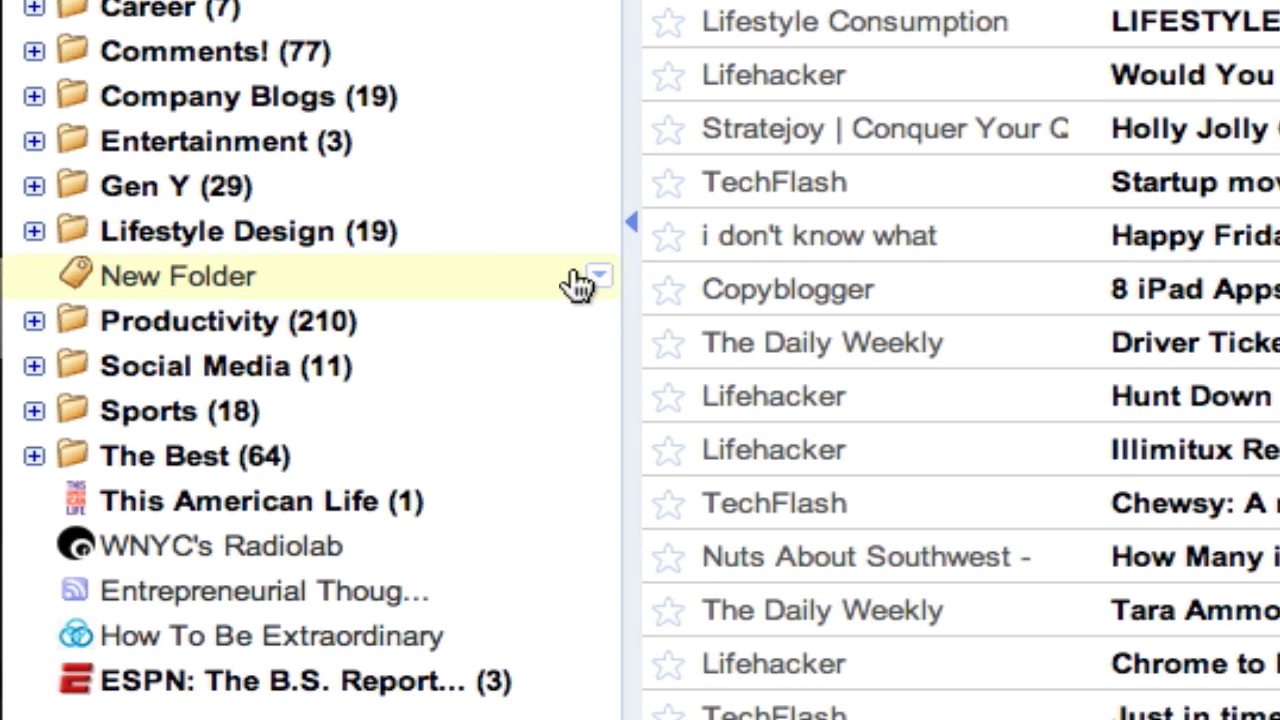 Career (7)
Comments! (77)
Company Blogs (19)
Entertainment (3)
Gen Y (29)
Lifestyle Design (19)
New Folder
Productivity (210)
Social Media (11)
Sports (18)
The Best (64)
This American Life (1)
WNYC's Radiolab
Entrepreneurial Thoug...
How To Be Extraordinary
ESPN: The B.S. Report... (3)
Lifestyle Consumption LIFESTYLE
Lifehacker Would You
Stratejoy | Conquer Your Q Holly Jolly
TechFlash Startup mov
i don't know what Happy Frida
Copyblogger 8 iPad Apps
The Daily Weekly Driver Ticke
Lifehacker Hunt Down
Lifehacker Illimitux Re
TechFlash Chewsy: A
Nuts About Southwest - How Many i
The Daily Weekly Tara Ammo
Lifehacker Chrome to
TechFlash Just in time